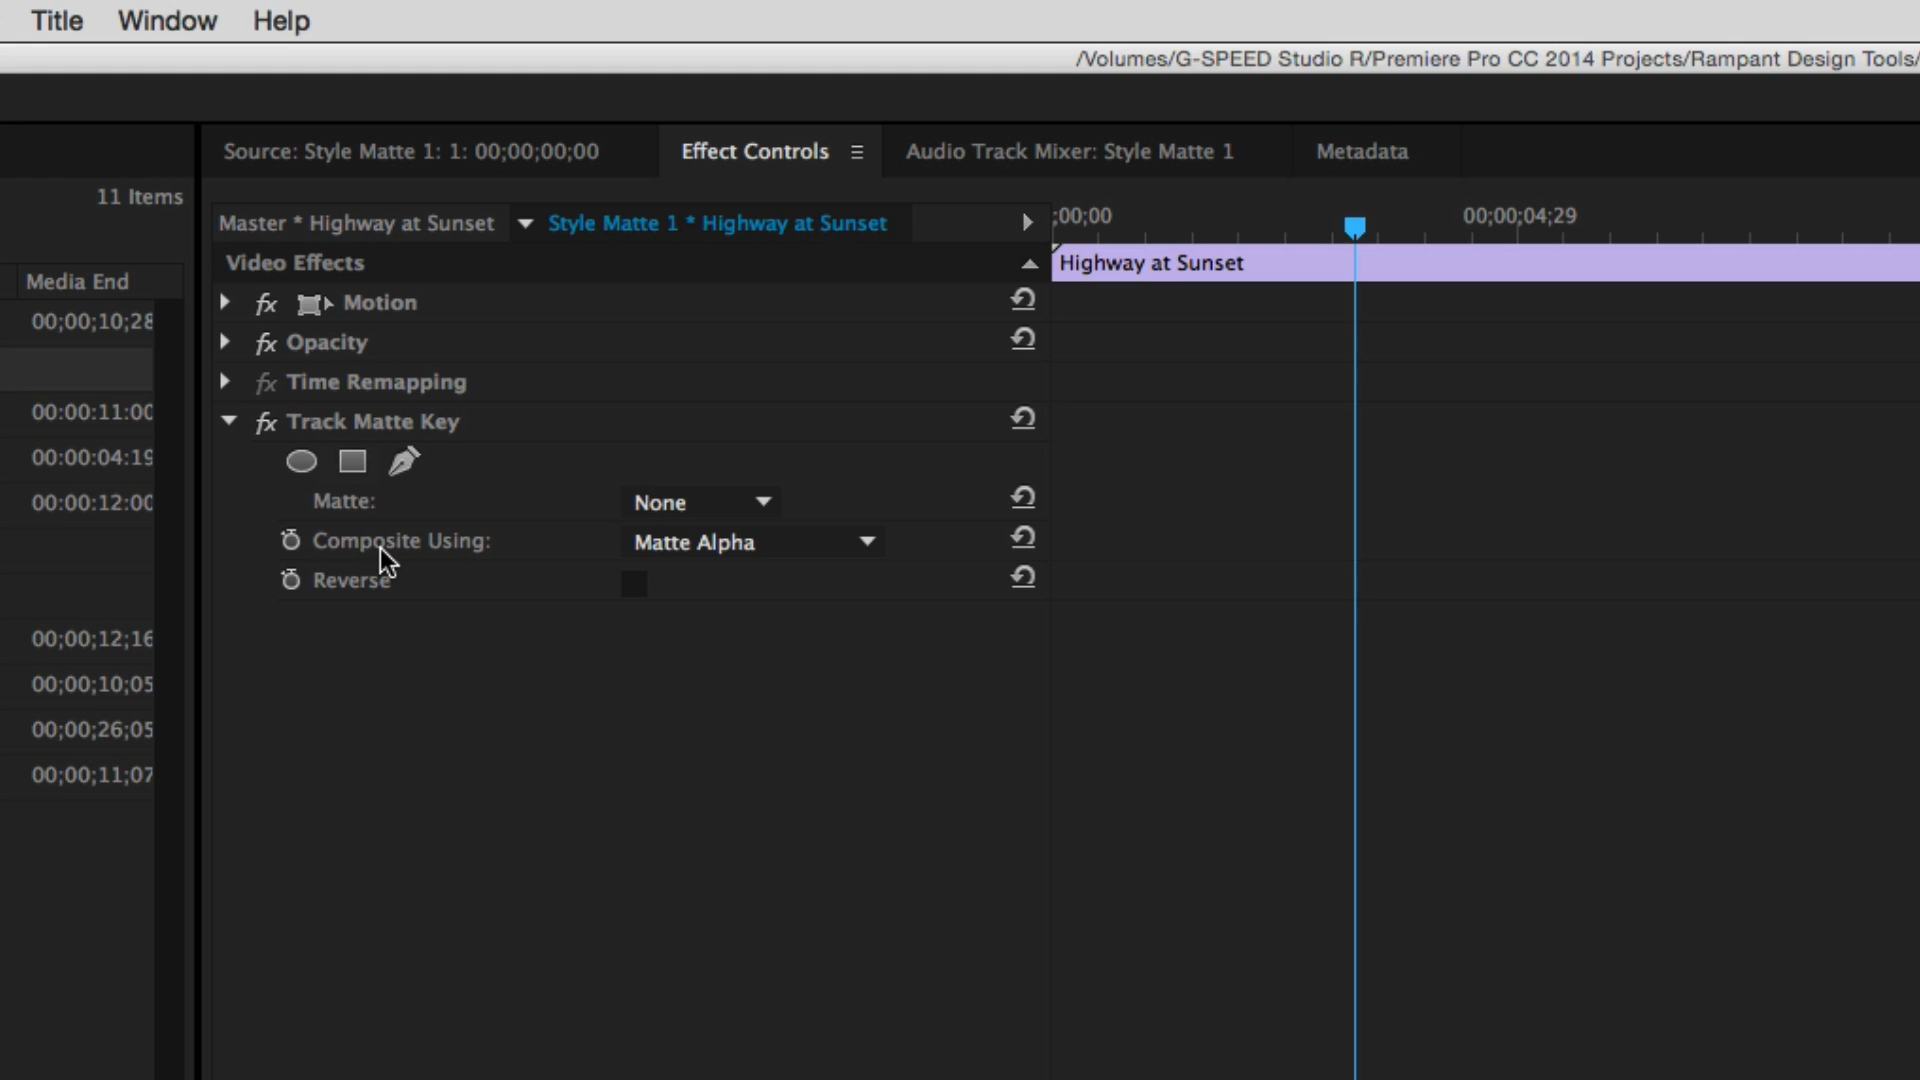 Title Window Help
/Volumes/G-SPEED Studio R/Premiere Pro CC 2014 Projects/Rampant Design Tools/
Source: Style Matte 1: 1: 00;00;00;00 Effect Controls Audio Track Mixer: Style Matte 1 Metadata
11 Items
Master * Highway at Sunset Style Matte 1 * Highway at Sunset ;00;00 00;00;04;29
Video Effects Highway at Sunset
Media End
fx Motion
00;00;10;28
fx Opacity
fx Time Remapping
00:00:11:00
fx Track Matte Key
00:00:04:19
00:00:12:00
Matte: None
Composite Using: Matte Alpha
Reverse
00;00;12;16
00;00;10;05
00;00;26;05
00;00;11;07